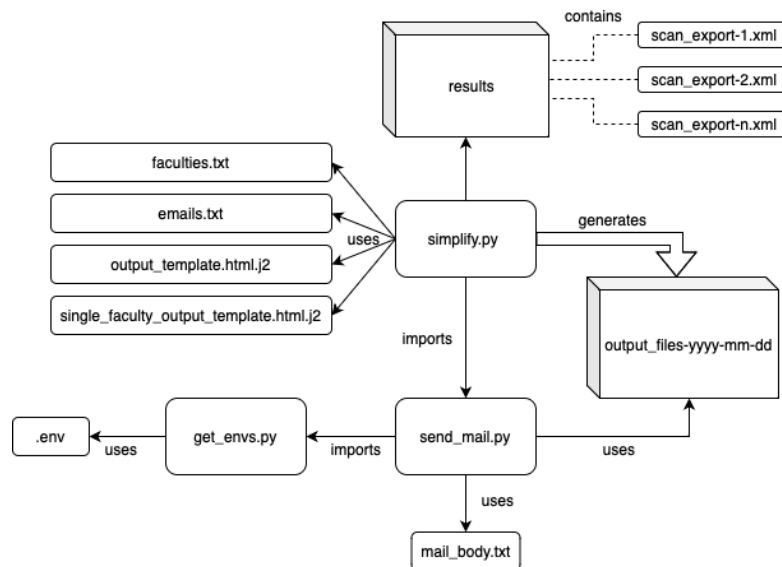 contains
scan_export-1.xml
results
scan_export-2.xml
scan_export-n.xml
faculties.txt
emails.txt
uses
simplify.py
generates
output_template.html.j2
single_faculty_output_template.html.j2
imports
output_files-yyyy-mm-dd
.env
uses
get_envs.py
imports
send_mail.py
uses
uses
mail_body.txt